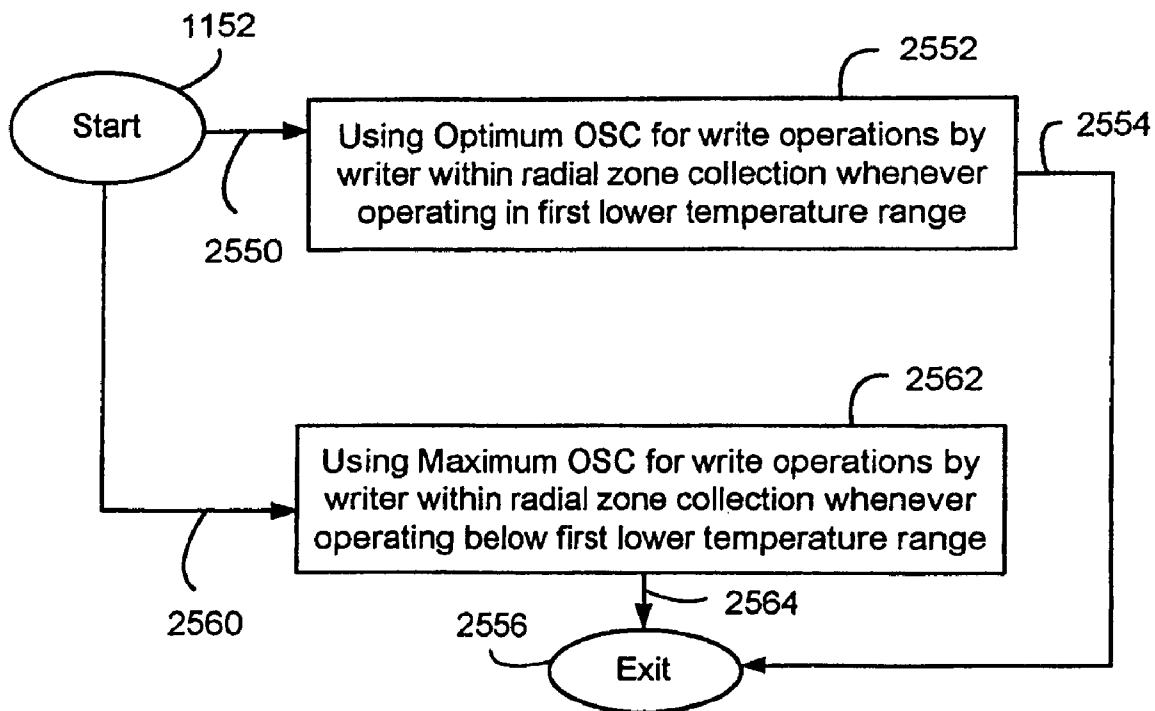 1152
Start
2552
2554
Using Optimum OSC for write operations by
writer within radial zone collection whenever
operating in first lower temperature range
2550
2562
Using Maximum OSC for write operations by
writer within radial zone collection whenever
operating below first lower temperature range
2560
2564
2556
Exit